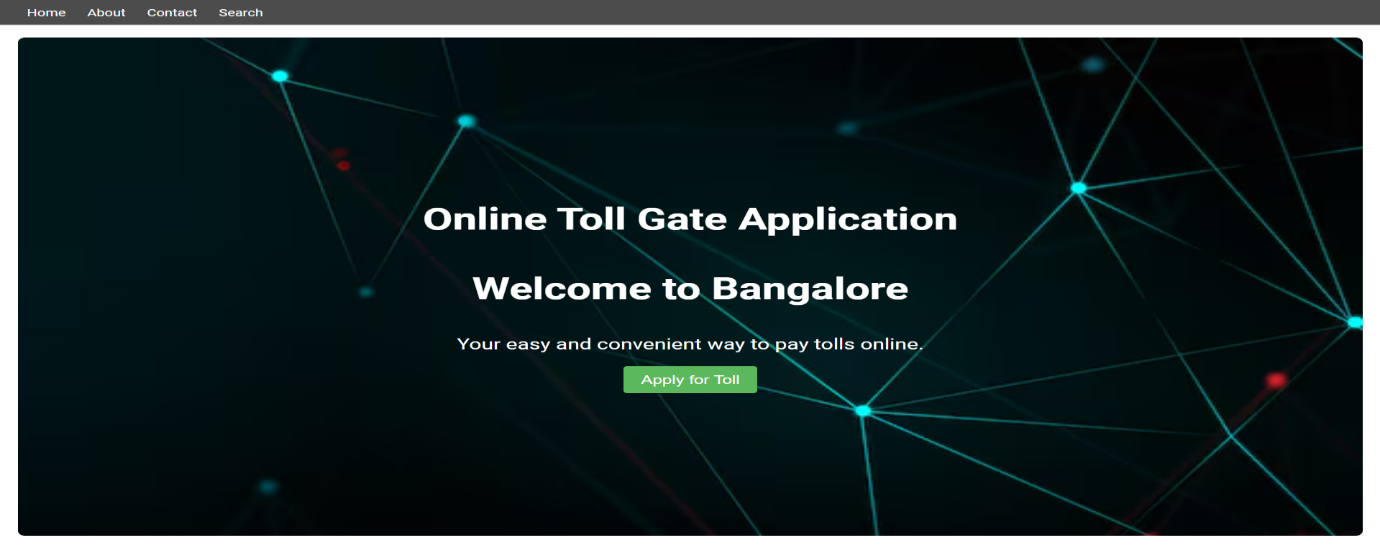 Home About Contact Search
Online Toll Gate Application
Welcome to Bangalore
Your easy and convenient way to pay tolls online.
Apply for Toll